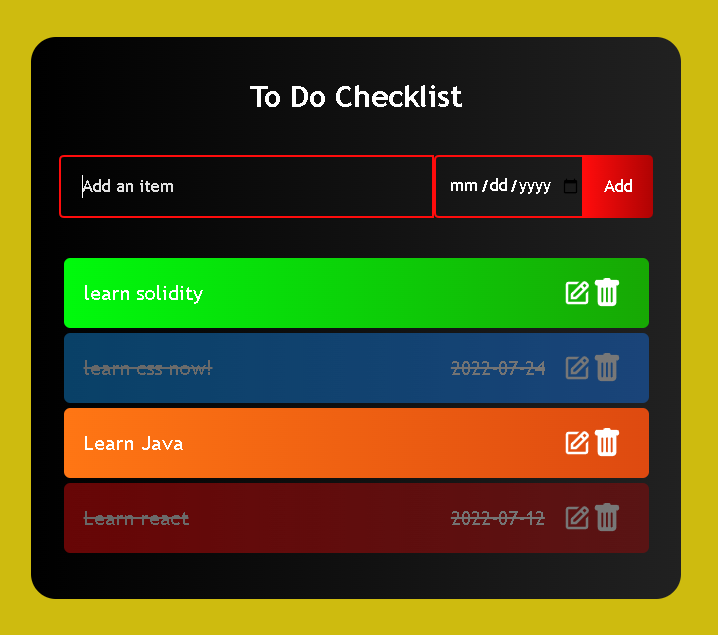 To Do Checklist
Add an item mm/dd/yyyy Add
learn solidity
learn css now! 2022-07-24
Learn Java
Learn react 2022-07-12